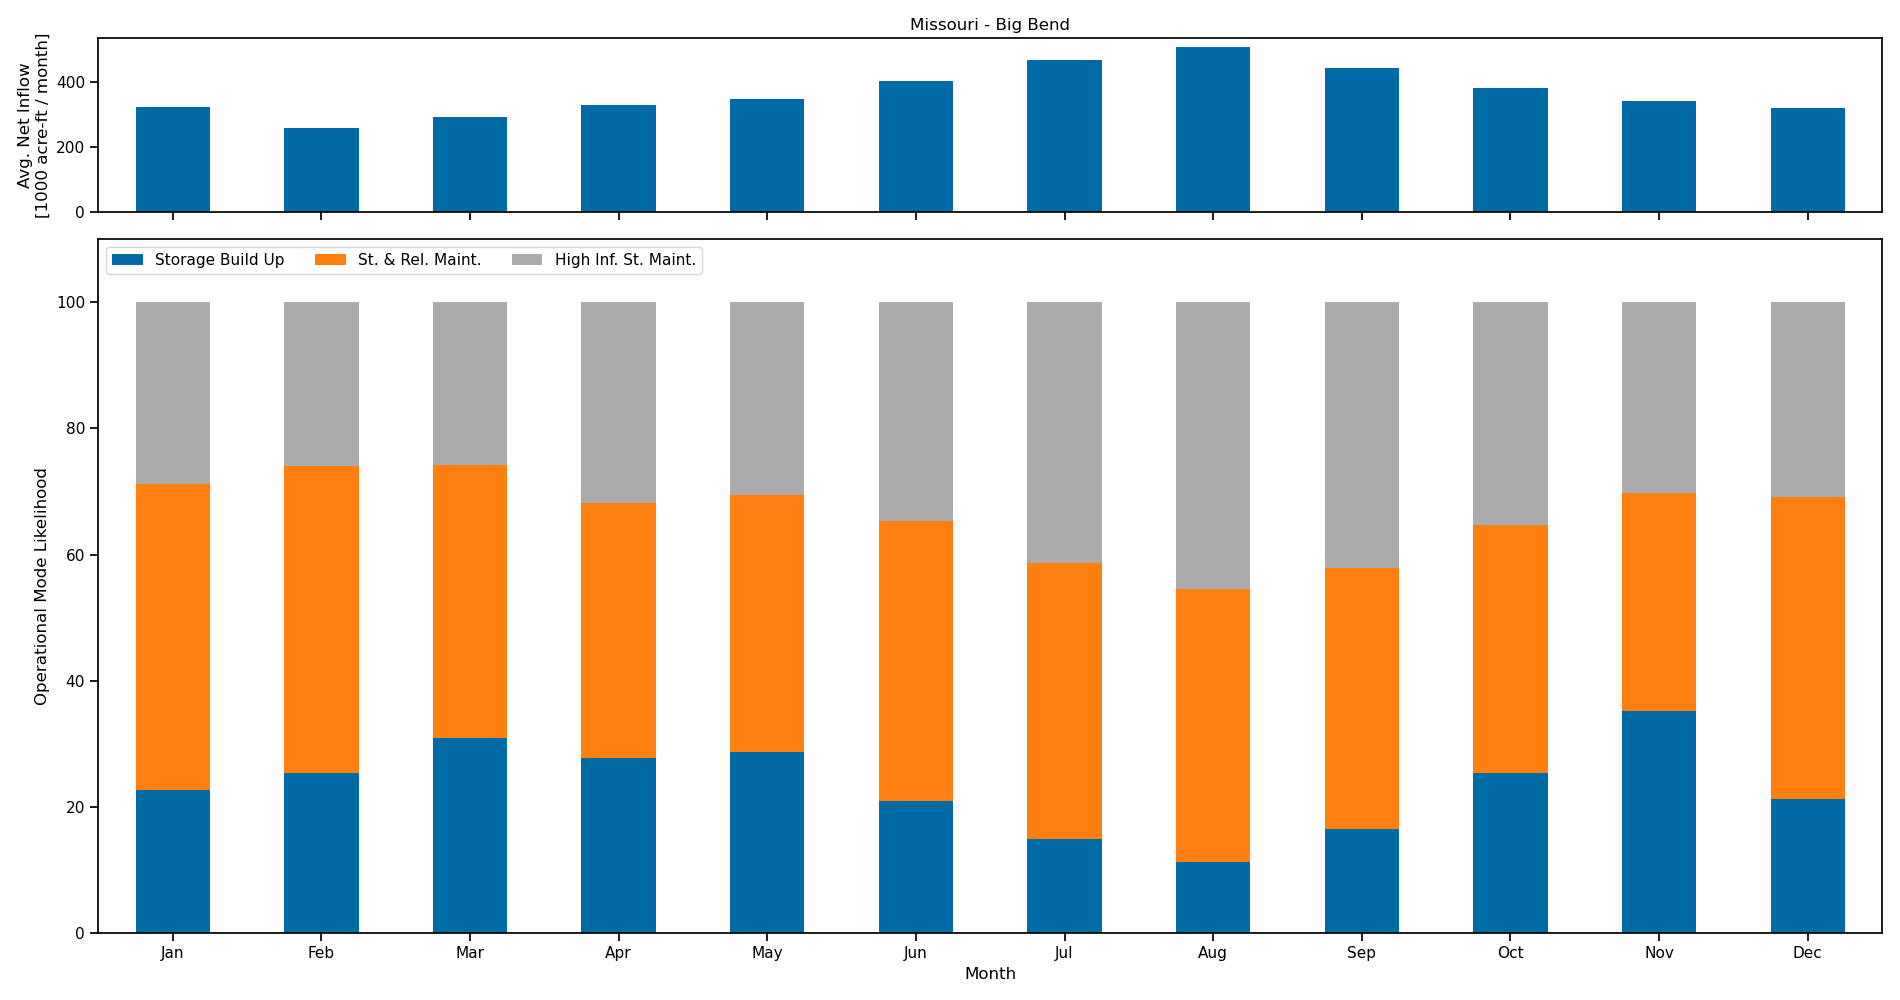 Missouri - Big Bend
Avg. Net Inflow
[1000 acre-ft / month]
400
200
0
Storage Build Up
St. & Rel. Maint.
High Inf. St. Maint.
Operational Mode Likelihood
100
80
60
40
20
0
Jan Feb Mar Apr May Jun Jul Aug Sep Oct Nov Dec
Month